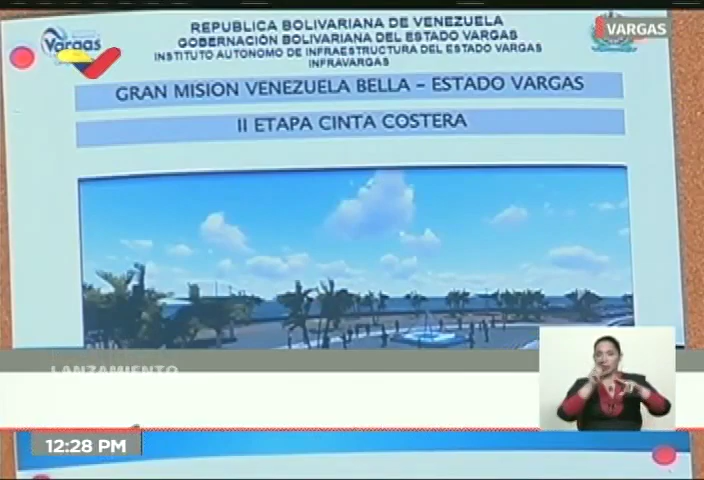 REPUBLICA BOLIVARIANA DE VENEZUELA
GOBERNACIÓN BOLIVARIANA DEL ESTADO VARGAS
INSTITUTO AUTONOMO DE INFRAESTRUCTURA DEL ESTADO VARGAS
INFRAVARGAS
Vargas
VARGAS
GRAN MISION VENEZUELA BELLA - ESTADO VARGAS
II ETAPA CINTA COSTERA
LANZAMIENTO
12:28 PM